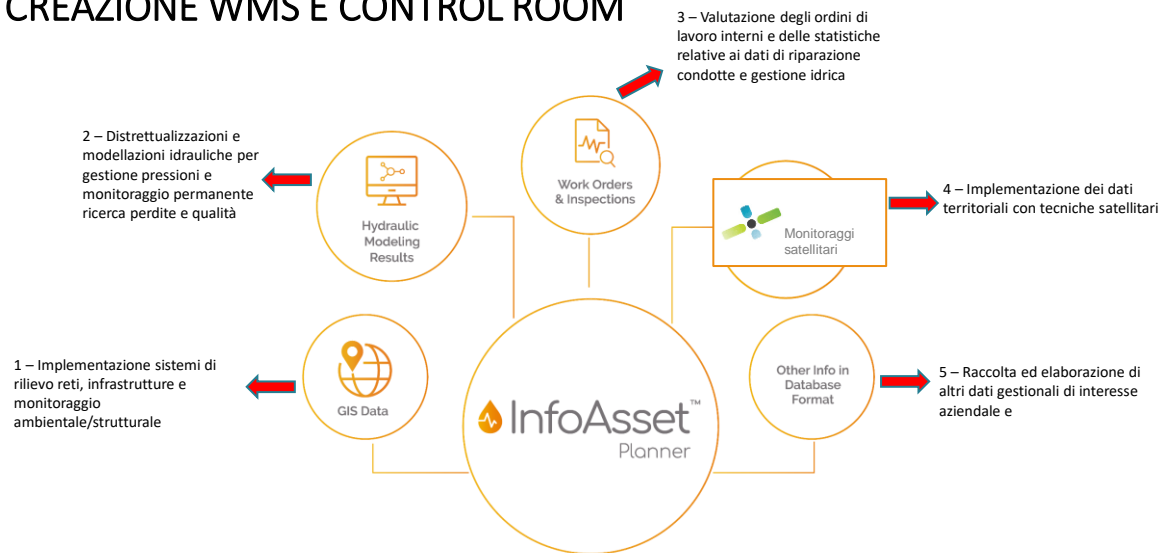 CREAZIONE WMS E CONTROL ROOM
3 – Valutazione degli ordini di
lavoro interni e delle statistiche
relative ai dati di riparazione
condotte e gestione idrica
2 – Distrettualizzazioni e
modellazioni idrauliche per
gestione pressioni e
monitoraggio permanente
ricerca perdite e qualità
Hydraulic
Modeling
Results
Work Orders
& Inspections
Monitoraggi
satellitari
4 – Implementazione dei dati
territoriali con tecniche satellitari
1 – Implementazione sistemi di
rilievo reti, infrastrutture e
monitoraggio
ambientale/strutturale
GIS Data
InfoAsset™
Planner
Other Info in
Database
Format
5 – Raccolta ed elaborazione di
altri dati gestionali di interesse
aziendale e